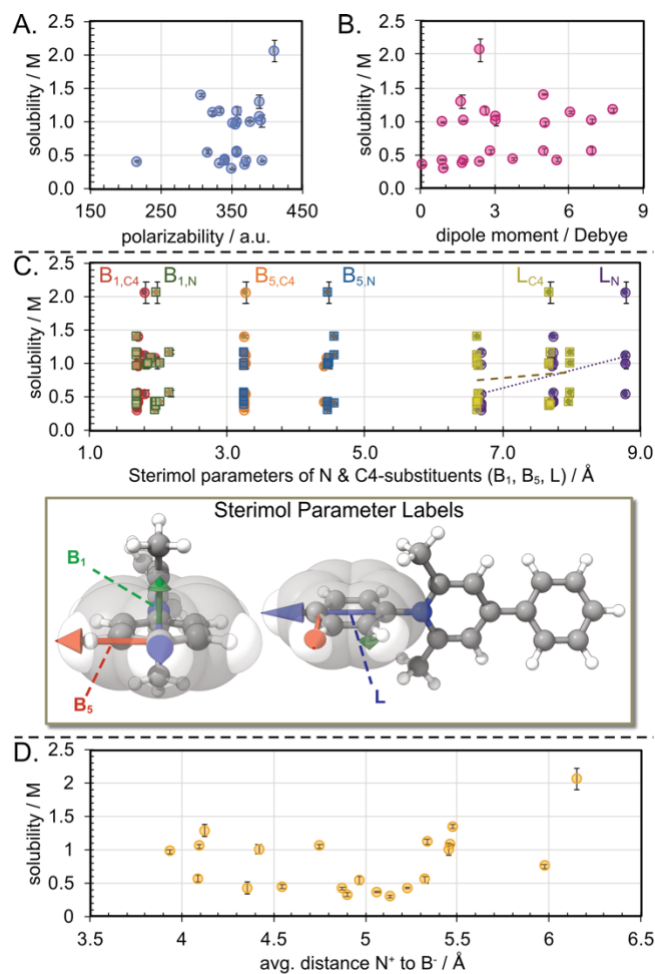 A.
2.5
2.0
1.5
1.0
0.5
0.0
solubility / M
150
250
350
450
polarizability / a.u.
B.
2.5
2.0
1.5
1.0
0.5
0.0
solubility / M
0
3
6
9
dipole moment / Debye
C.
2.5
2.0
1.5
1.0
0.5
0.0
solubility / M
B1,C4 B1,N B5,C4 B5,N LC4 LN
1.0 3.0 5.0 7.0 9.0
Sterimol parameters of N & C4-substituents (B1, B5, L) / Å
Sterimol Parameter Labels
B1
B5
L
D.
2.5
2
1.5
1
0.5
0
solubility / M
3.5 4 4.5 5 5.5 6 6.5
avg. distance N+ to B- / Å